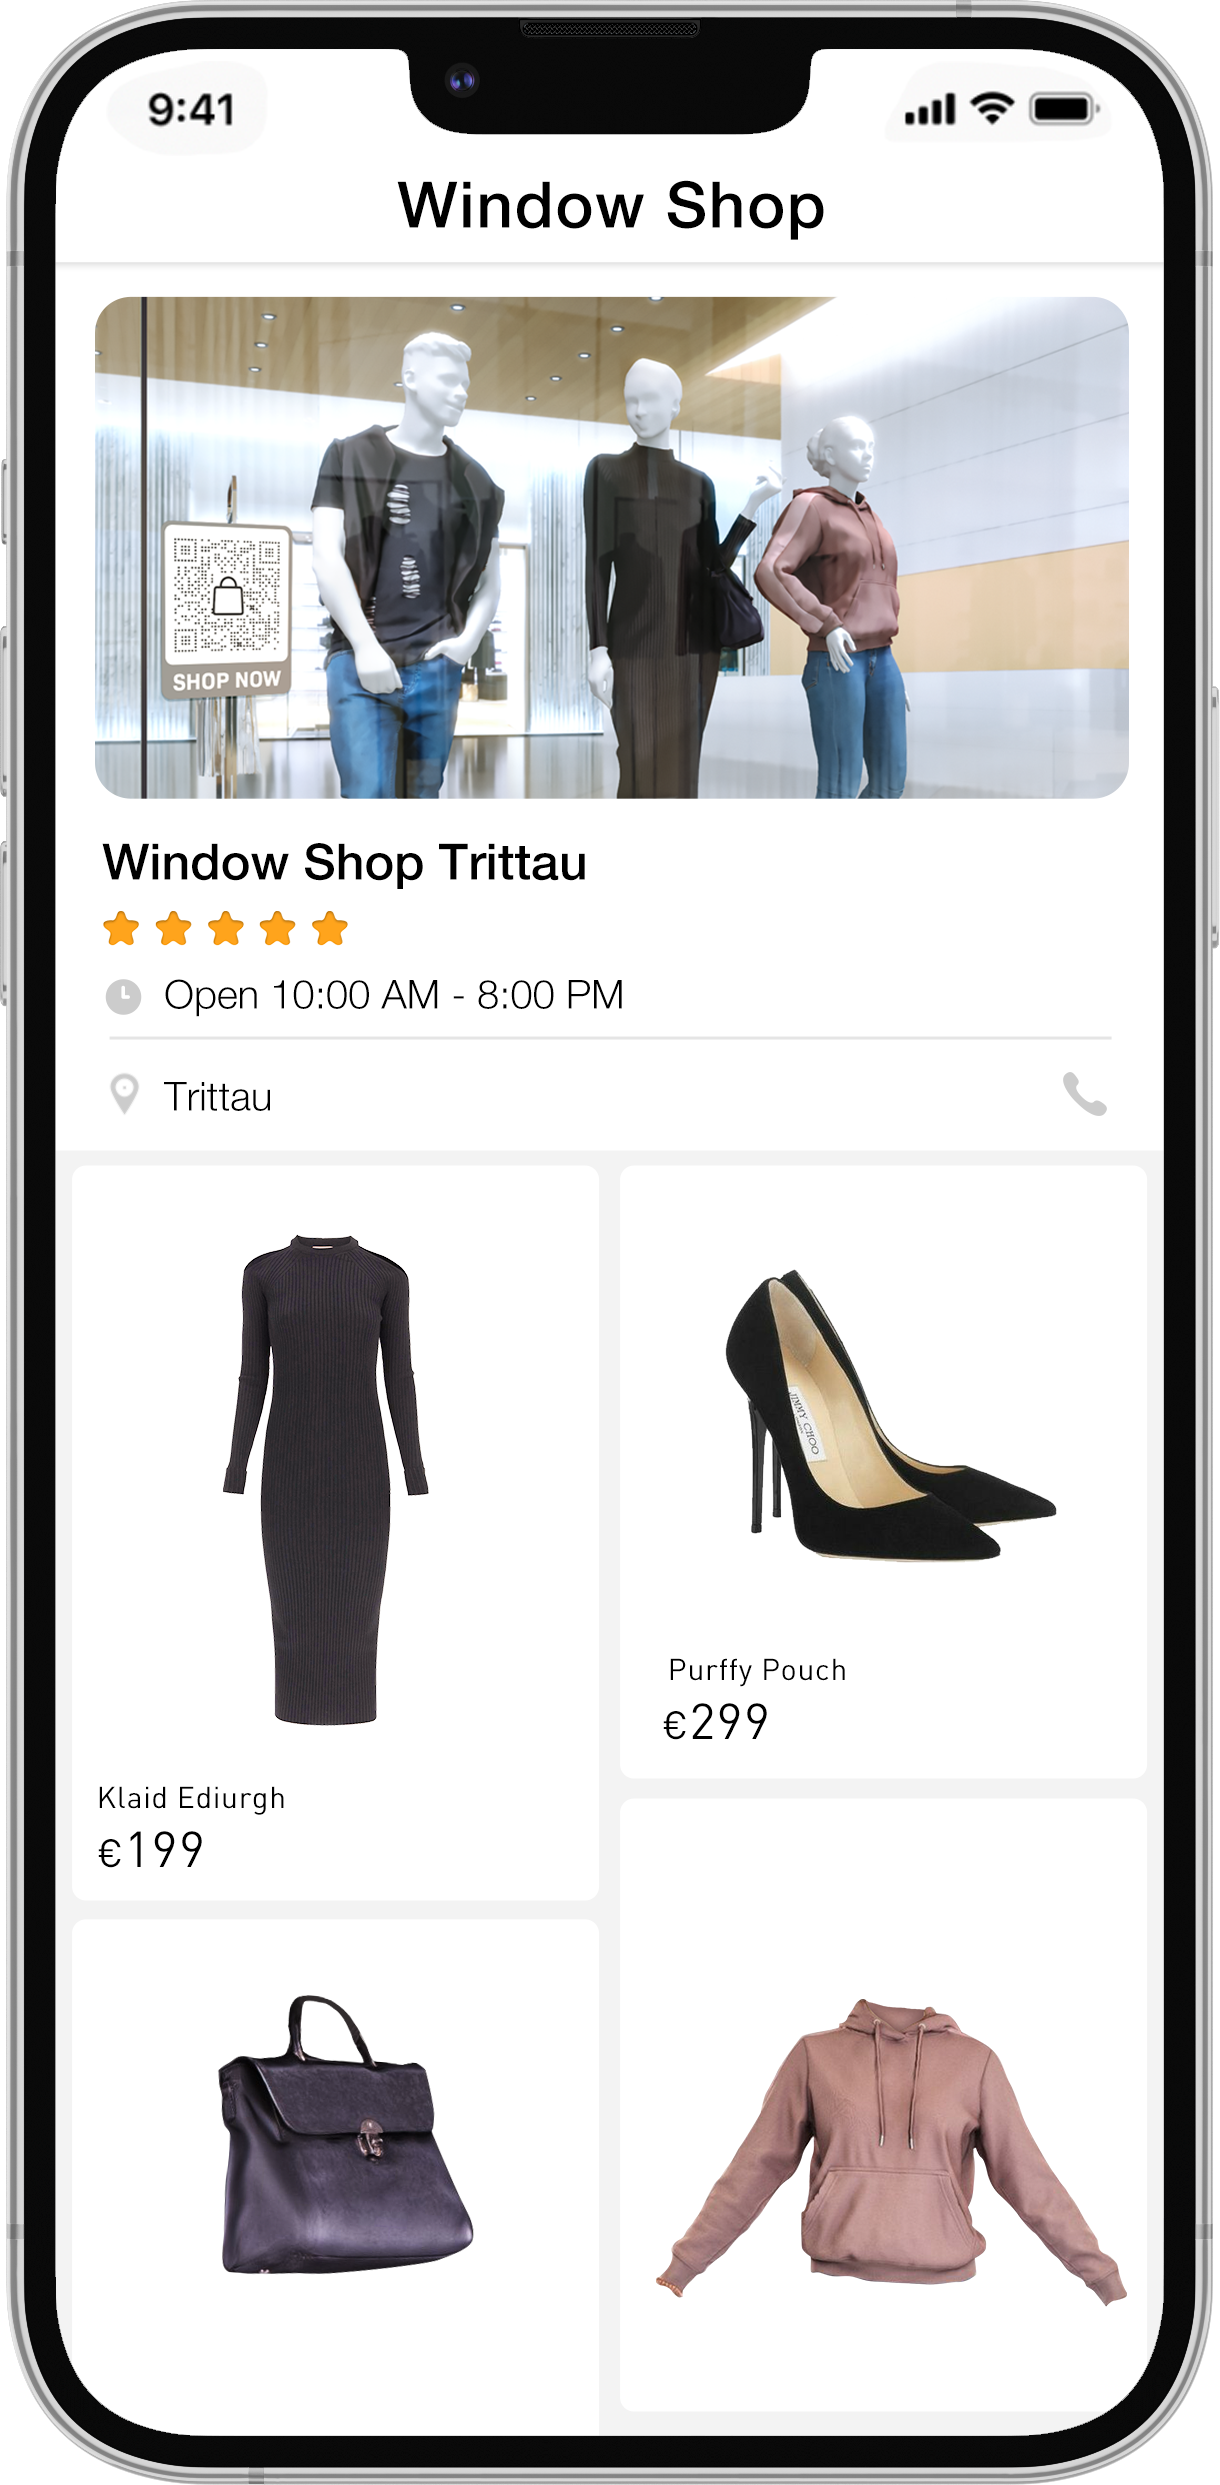 9:41
Window Shop
SHOP NOW
Window Shop Trittau
Open 10:00 AM - 8:00 PM
Trittau
JIMMY CHOO
Purffy Pouch
€299
Klaid Ediurgh
€199